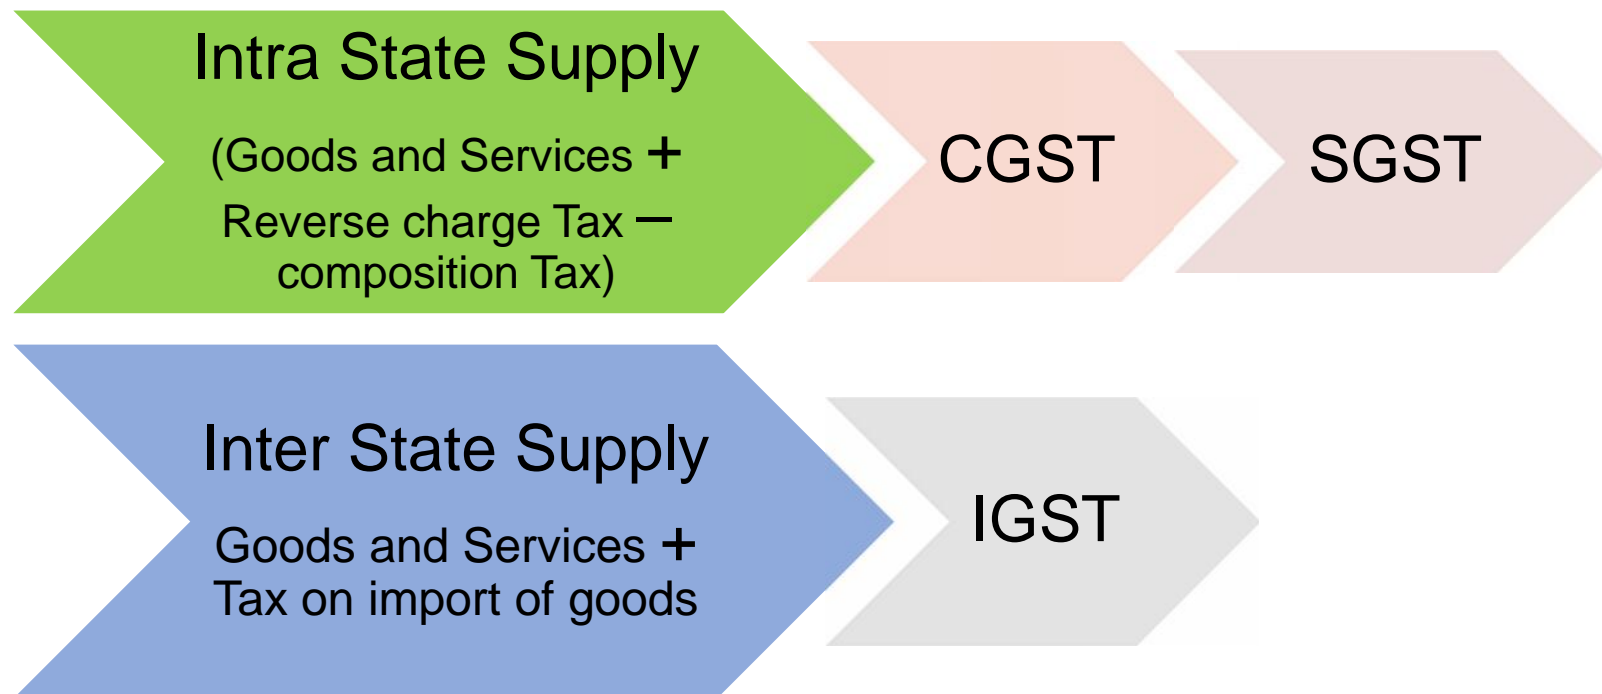 Intra State Supply
(Goods and Services +
Reverse charge Tax –
composition Tax)
CGST
SGST
Inter State Supply
Goods and Services +
Tax on import of goods
IGST